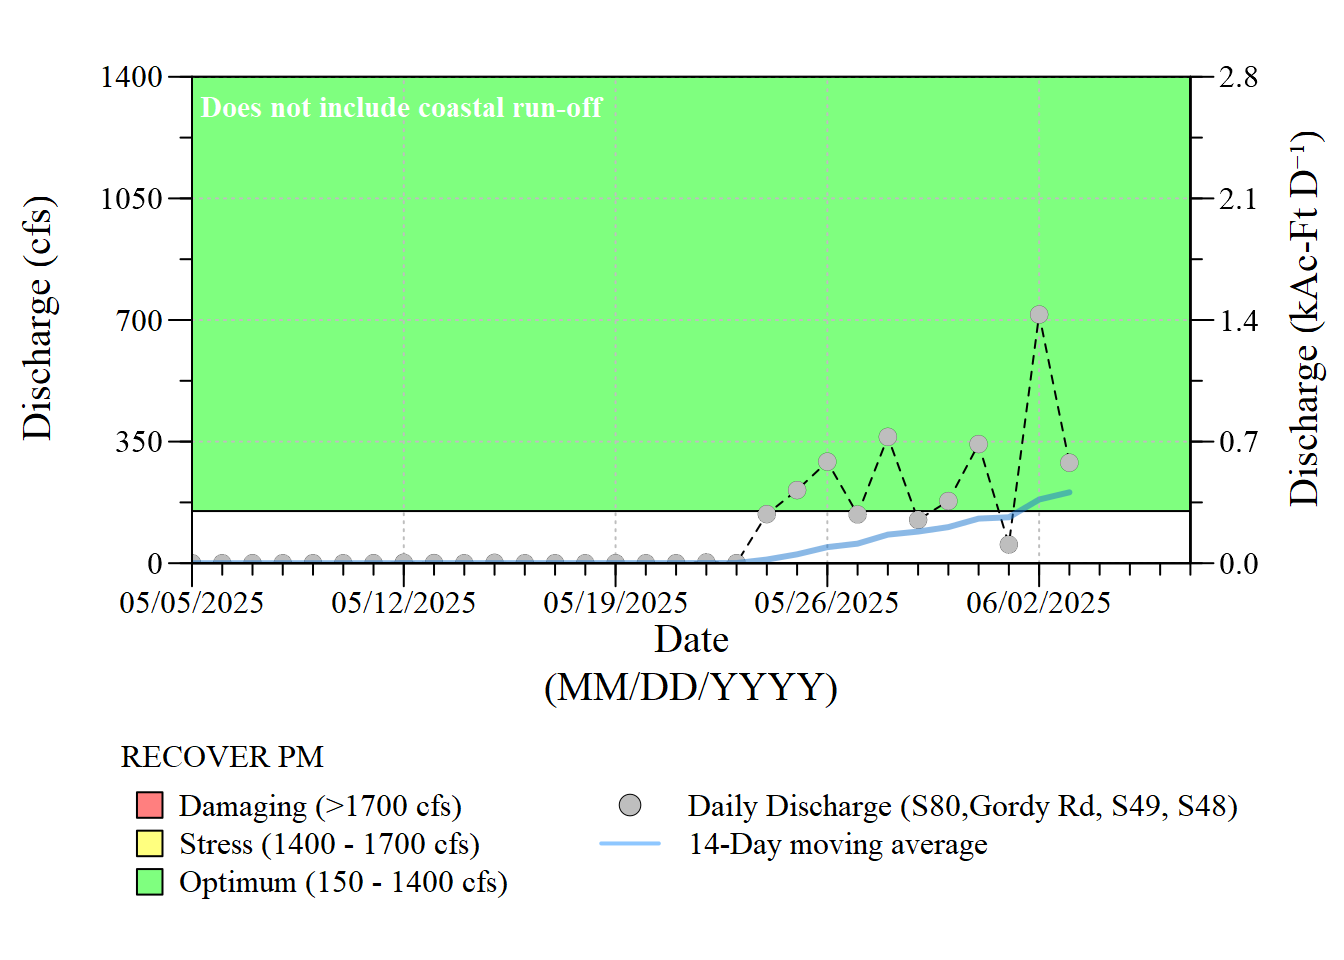 Does not include coastal run-off
1400
1050
700
350
0
Discharge (cfs)
2.8
2.1
1.4
0.7
0.0
Discharge (kAc-Ft D⁻¹)
05/05/2025 05/12/2025 05/19/2025 05/26/2025 06/02/2025
Date
(MM/DD/YYYY)
RECOVER PM
Damaging (>1700 cfs)
Stress (1400 - 1700 cfs)
Optimum (150 - 1400 cfs)
Daily Discharge (S80,Gordy Rd, S49, S48)
14-Day moving average